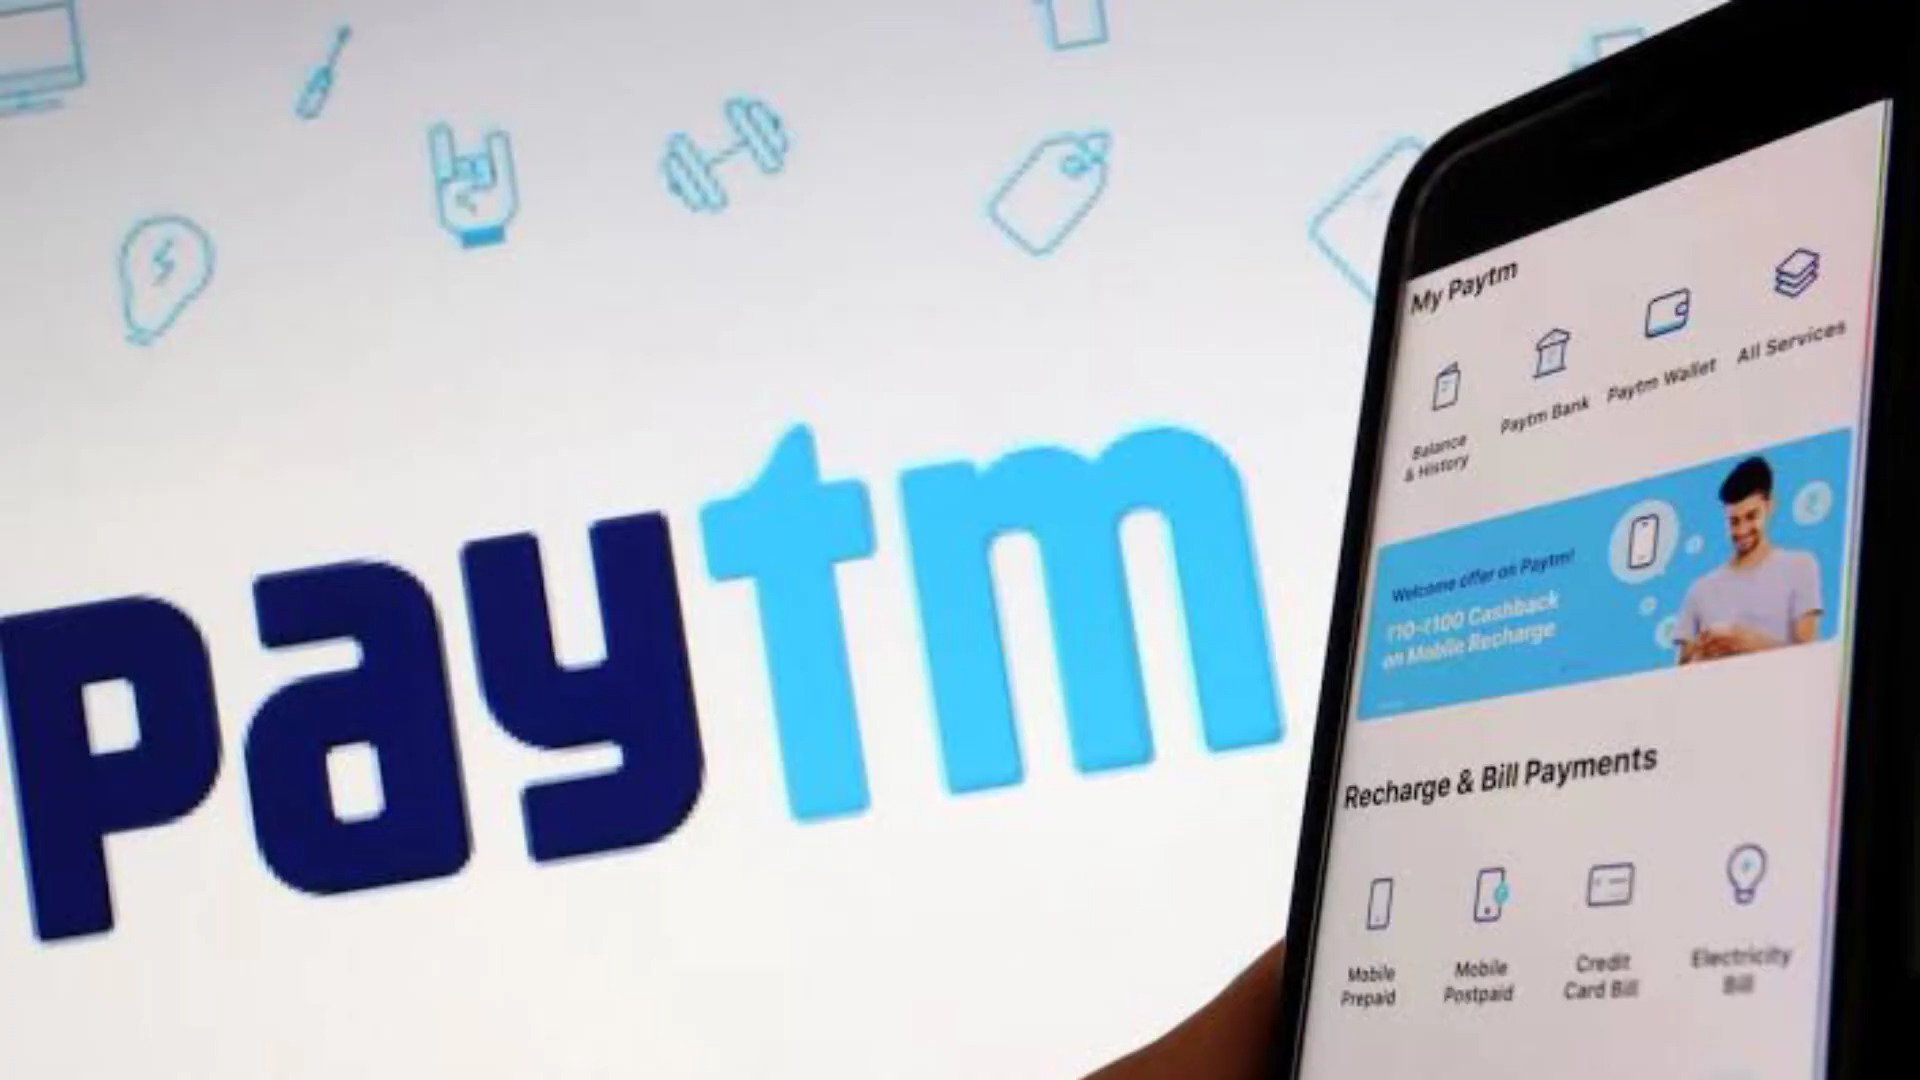 paytm
My Paytm
Balance
& History
Paytm Bank
Paytm Wallet
All Services
Welcome offer on Paytm!
₹10-₹100 Cashback
on Mobile Recharge
Recharge & Bill Payments
Mobile
Prepaid
Mobile
Postpaid
Credit
Card Bill
Electricity
Bill